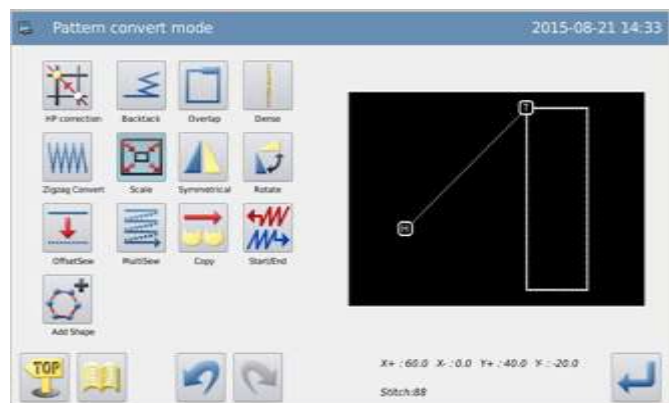 Pattern convert mode 2015-08-21 14:33
HP correction Backtack Overlap Dense
Zigzag Convert Scale Symmetrical Rotate
OffsetSew MultiSew Copy Start/End
Add Shape
T
H
TOP
X+ : 60.0 X- : 0.0 Y+ : 40.0 Y- : -20.0
Stitch:88